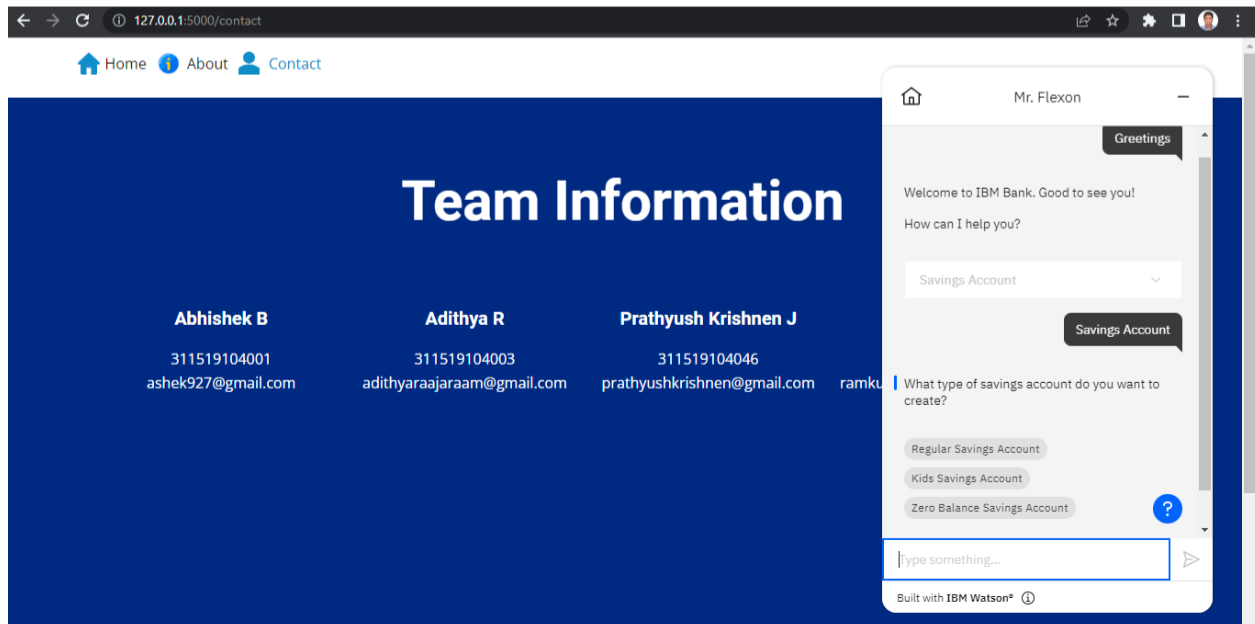 127.0.0.1:5000/contact
Home About Contact
Team Information
Abhishek B
311519104001
ashek927@gmail.com
Adithya R
311519104003
adithyaraajaraam@gmail.com
Prathyush Krishnen J
311519104046
prathyushkrishnen@gmail.com
ramku
Mr. Flexon
Greetings
Welcome to IBM Bank. Good to see you!
How can I help you?
Savings Account
Savings Account
What type of savings account do you want to
create?
Regular Savings Account
Kids Savings Account
Zero Balance Savings Account
?
Type something...
Built with IBM Watson®